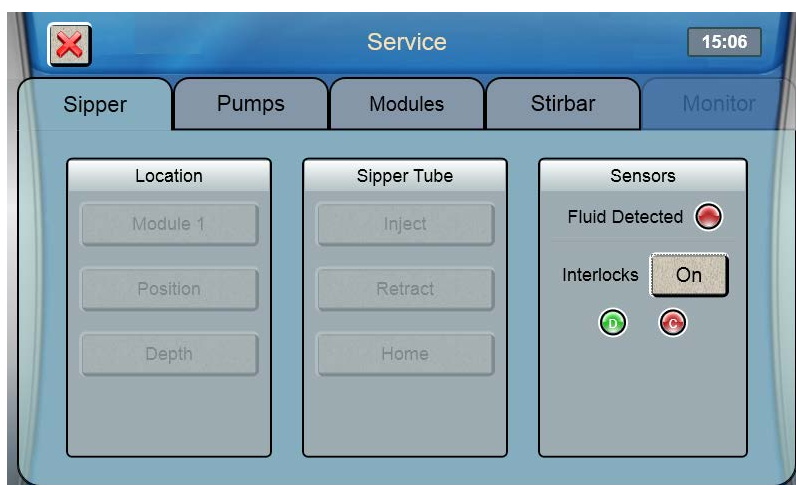 Service
15:06
Sipper
Pumps
Modules
Stirbar
Monitor
Location
Module 1
Position
Depth
Sipper Tube
Inject
Retract
Home
Sensors
Fluid Detected
Interlocks
On
D
C